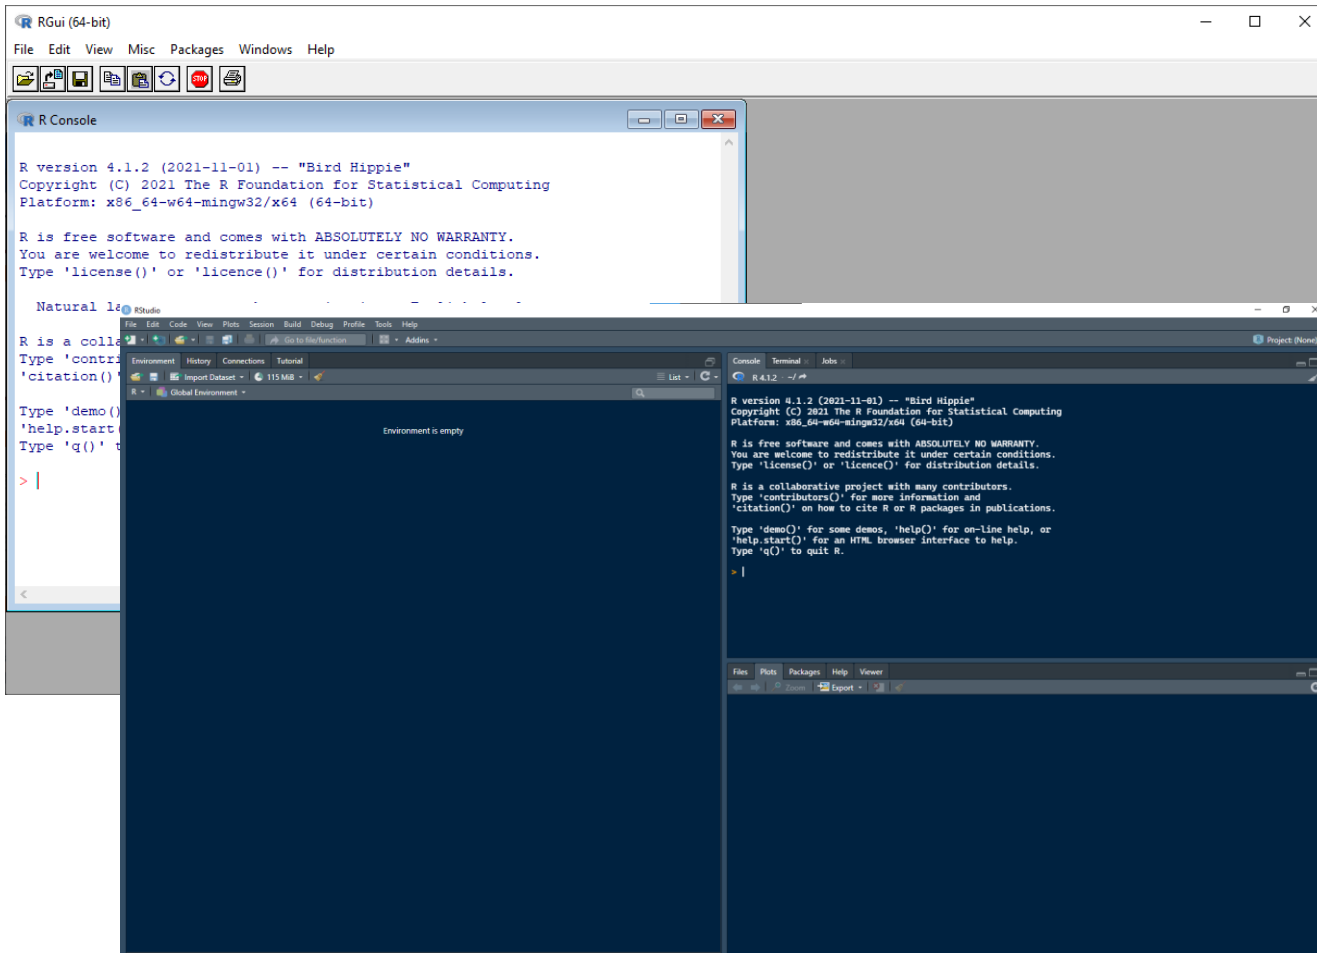 RGui (64-bit)
File Edit View Misc Packages Windows Help
STOP
R Console
R version 4.1.2 (2021-11-01) -- "Bird Hippie"
Copyright (C) 2021 The R Foundation for Statistical Computing
Platform: x86_64-w64-mingw32/x64 (64-bit)
R is free software and comes with ABSOLUTELY NO WARRANTY.
You are welcome to redistribute it under certain conditions.
Type 'license()' or 'licence()' for distribution details.
Natural la
R is a colla
Type 'contri
'citation()'
Type 'demo()
'help.start(
Type 'q()' t
>
RStudio
File Edit Code View Plots Session Build Debug Profile Tools Help
Go to file/function Addins
Project: (None)
Environment History Connections Tutorial
Import Dataset 115 MiB List
R Global Environment
Environment is empty
Console Terminal Jobs
R 4.1.2 · ~/
R version 4.1.2 (2021-11-01) -- "Bird Hippie"
Copyright (C) 2021 The R Foundation for Statistical Computing
Platform: x86_64-w64-mingw32/x64 (64-bit)
R is free software and comes with ABSOLUTELY NO WARRANTY.
You are welcome to redistribute it under certain conditions.
Type 'license()' or 'licence()' for distribution details.
R is a collaborative project with many contributors.
Type 'contributors()' for more information and
'citation()' on how to cite R or R packages in publications.
Type 'demo()' for some demos, 'help()' for on-line help, or
'help.start()' for an HTML browser interface to help.
Type 'q()' to quit R.
>
Files Plots Packages Help Viewer
Zoom Export